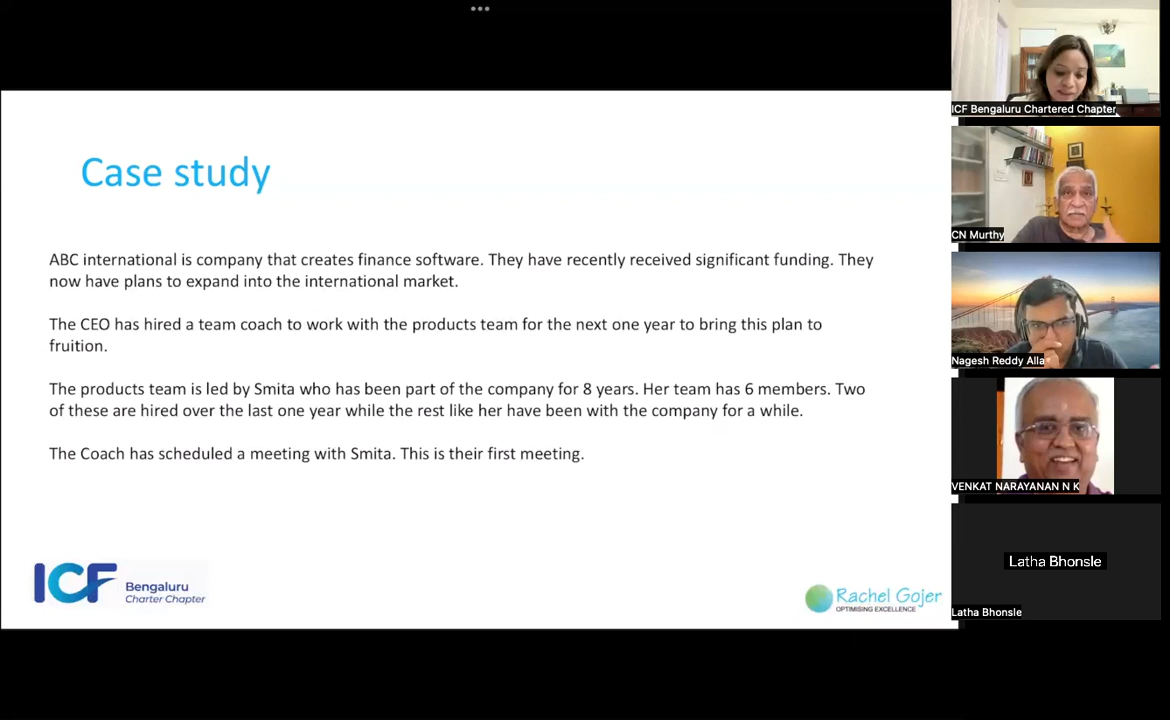 •••
Case study
ABC international is company that creates finance software. They have recently received significant funding. They
now have plans to expand into the international market.
The CEO has hired a team coach to work with the products team for the next one year to bring this plan to
fruition.
The products team is led by Smita who has been part of the company for 8 years. Her team has 6 members. Two
of these are hired over the last one year while the rest like her have been with the company for a while.
The Coach has scheduled a meeting with Smita. This is their first meeting.
ICF
Bengaluru
Charter Chapter
Rachel Gojer
OPTIMISING EXCELLENCE
ICF Bengaluru Chartered Chapter
CN Murthy
Nagesh Reddy Alla
VENKAT NARAYANAN N K
Latha Bhonsle
Latha Bhonsle